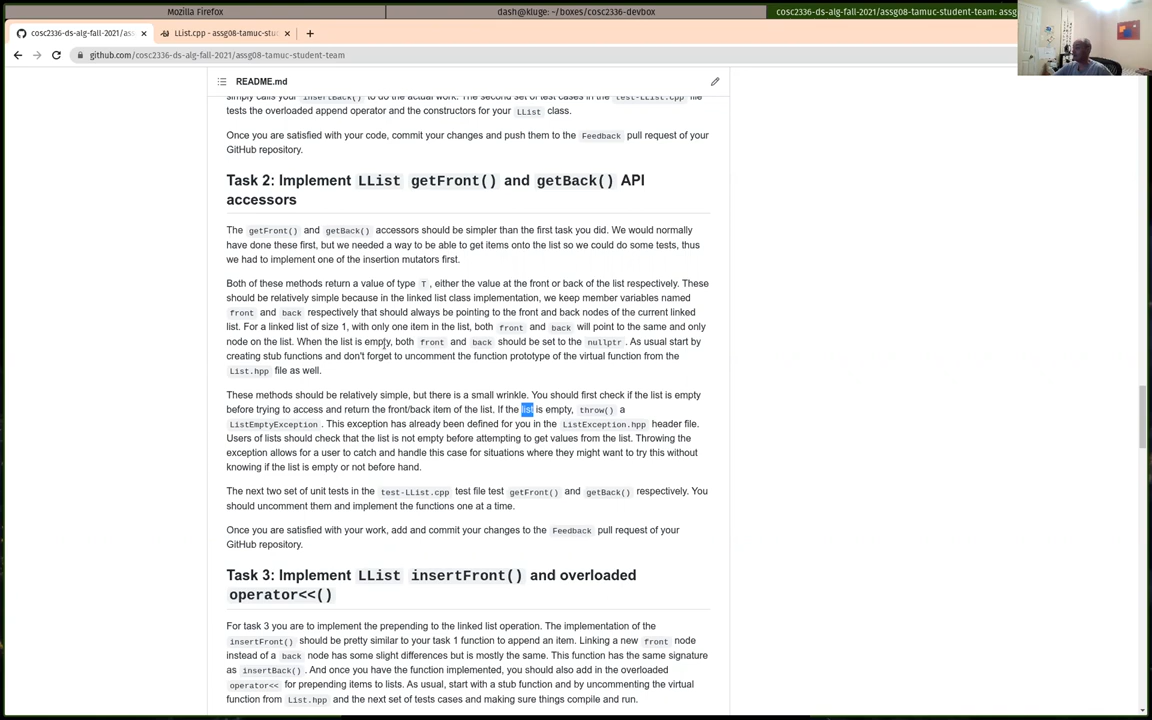 Mozilla Firefox
dash@kluge: ~/boxes/cosc2336-devbox
cosc2336-ds-alg-fall-2021/assg08-tamuc-student-team: assg
cosc2336-ds-alg-fall-2021/ass
LList.cpp - assg08-tamuc-stu
github.com/cosc2336-ds-alg-fall-2021/assg08-tamuc-student-team
README.md
simply calls your insertBack() to do the actual work. The second set of test cases in the test-LList.cpp file
tests the overloaded append operator and the constructors for your LList class.
Once you are satisfied with your code, commit your changes and push them to the Feedback pull request of your
GitHub repository.
Task 2: Implement LList getFront() and getBack() API
accessors
The getFront() and getBack() accessors should be simpler than the first task you did. We would normally
have done these first, but we needed a way to be able to get items onto the list so we could do some tests, thus
we had to implement one of the insertion mutators first.
Both of these methods return a value of type T, either the value at the front or back of the list respectively. These
should be relatively simple because in the linked list class implementation, we keep member variables named
front and back respectively that should always be pointing to the front and back nodes of the current linked
list. For a linked list of size 1, with only one item in the list, both front and back will point to the same and only
node on the list. When the list is empty, both front and back should be set to the nullptr. As usual start by
creating stub functions and don't forget to uncomment the function prototype of the virtual function from the
List.hpp file as well.
These methods should be relatively simple, but there is a small wrinkle. You should first check if the list is empty
before trying to access and return the front/back item of the list. If the list is empty, throw() a
ListEmptyException. This exception has already been defined for you in the ListException.hpp header file.
Users of lists should check that the list is not empty before attempting to get values from the list. Throwing the
exception allows for a user to catch and handle this case for situations where they might want to try this without
knowing if the list is empty or not before hand.
The next two set of unit tests in the test-LList.cpp test file test getFront() and getBack() respectively. You
should uncomment them and implement the functions one at a time.
Once you are satisfied with your work, add and commit your changes to the Feedback pull request of your
GitHub repository.
Task 3: Implement LList insertFront() and overloaded
operator<<()
For task 3 you are to implement the prepending to the linked list operation. The implementation of the
insertFront() should be pretty similar to your task 1 function to append an item. Linking a new front node
instead of a back node has some slight differences but is mostly the same. This function has the same signature
as insertBack(). And once you have the function implemented, you should also add in the overloaded
operator<< for prepending items to lists. As usual, start with a stub function and by uncommenting the virtual
function from List.hpp and the next set of tests cases and making sure things compile and run.